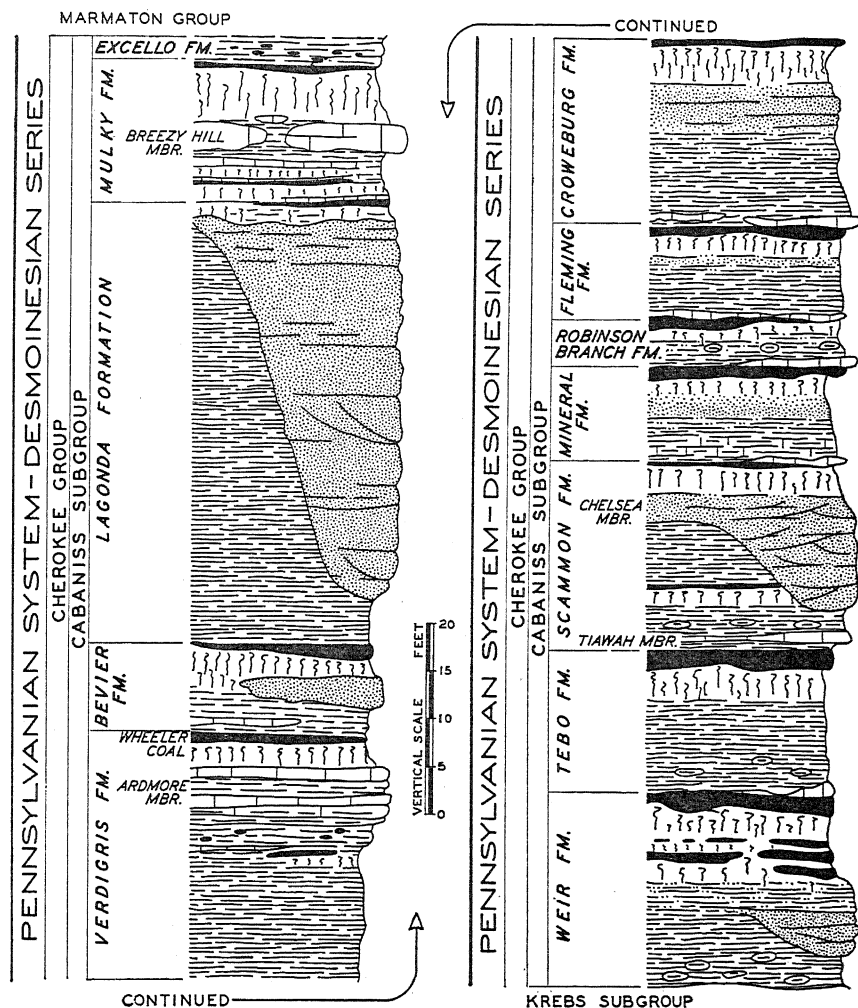 MARMATON GROUP
PENNSYLVANIAN SYSTEM-DESMOINESIAN SERIES
CHEROKEE GROUP
CABANISS SUBGROUP
EXCELLO FM.
MULKY FM.
BREEZY HILL
MBR.
LAGONDA FORMATION
BEVIER
FM.
WHEELER
COAL
ARDMORE
MBR.
VERDIGRIS FM.
VERTICAL SCALE FEET
20
15
10
5
0
CONTINUED
CONTINUED
PENNSYLVANIAN SYSTEM-DESMOINESIAN SERIES
CHEROKEE GROUP
CABANISS SUBGROUP
CROWEBURG FM.
FLEMING
FM.
ROBINSON
BRANCH FM.
MINERAL
FM.
CHELSEA
MBR.
SCAMMON FM.
TIAWAH MBR.
TEBO FM.
WEIR FM.
KREBS SUBGROUP